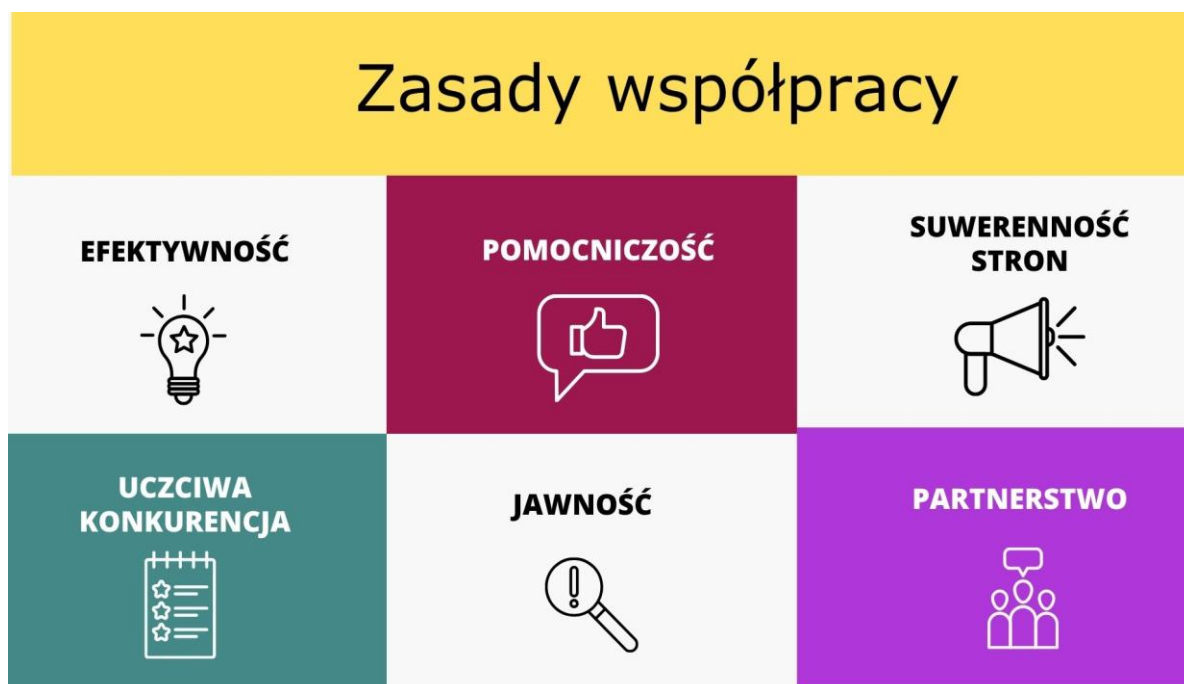 Zasady współpracy
EFEKTYWNOŚĆ
POMOCNICZOŚĆ
SUWERENNOŚĆ
STRON
UCZCIWA
KONKURENCJA
JAWNOŚĆ
PARTNERSTWO